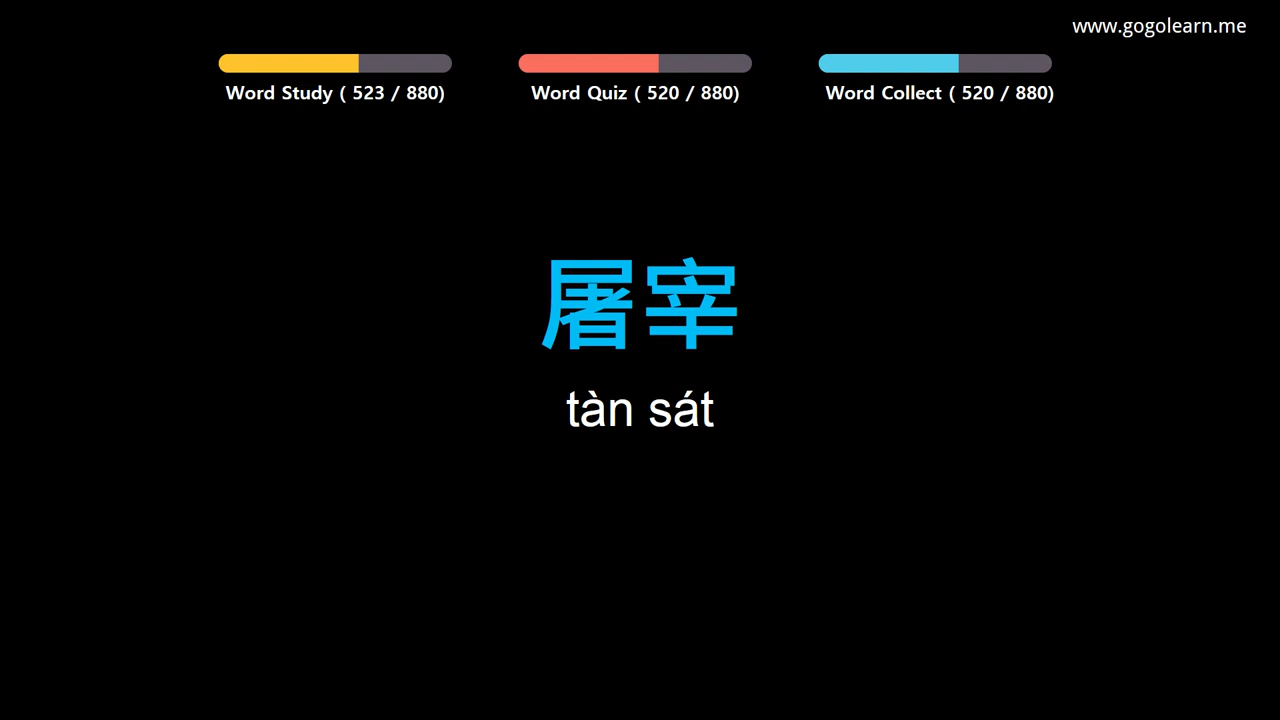 www.gogolearn.me
Word Study ( 523 / 880)
Word Quiz ( 520 / 880)
Word Collect ( 520 / 880)
屠宰
tàn sát